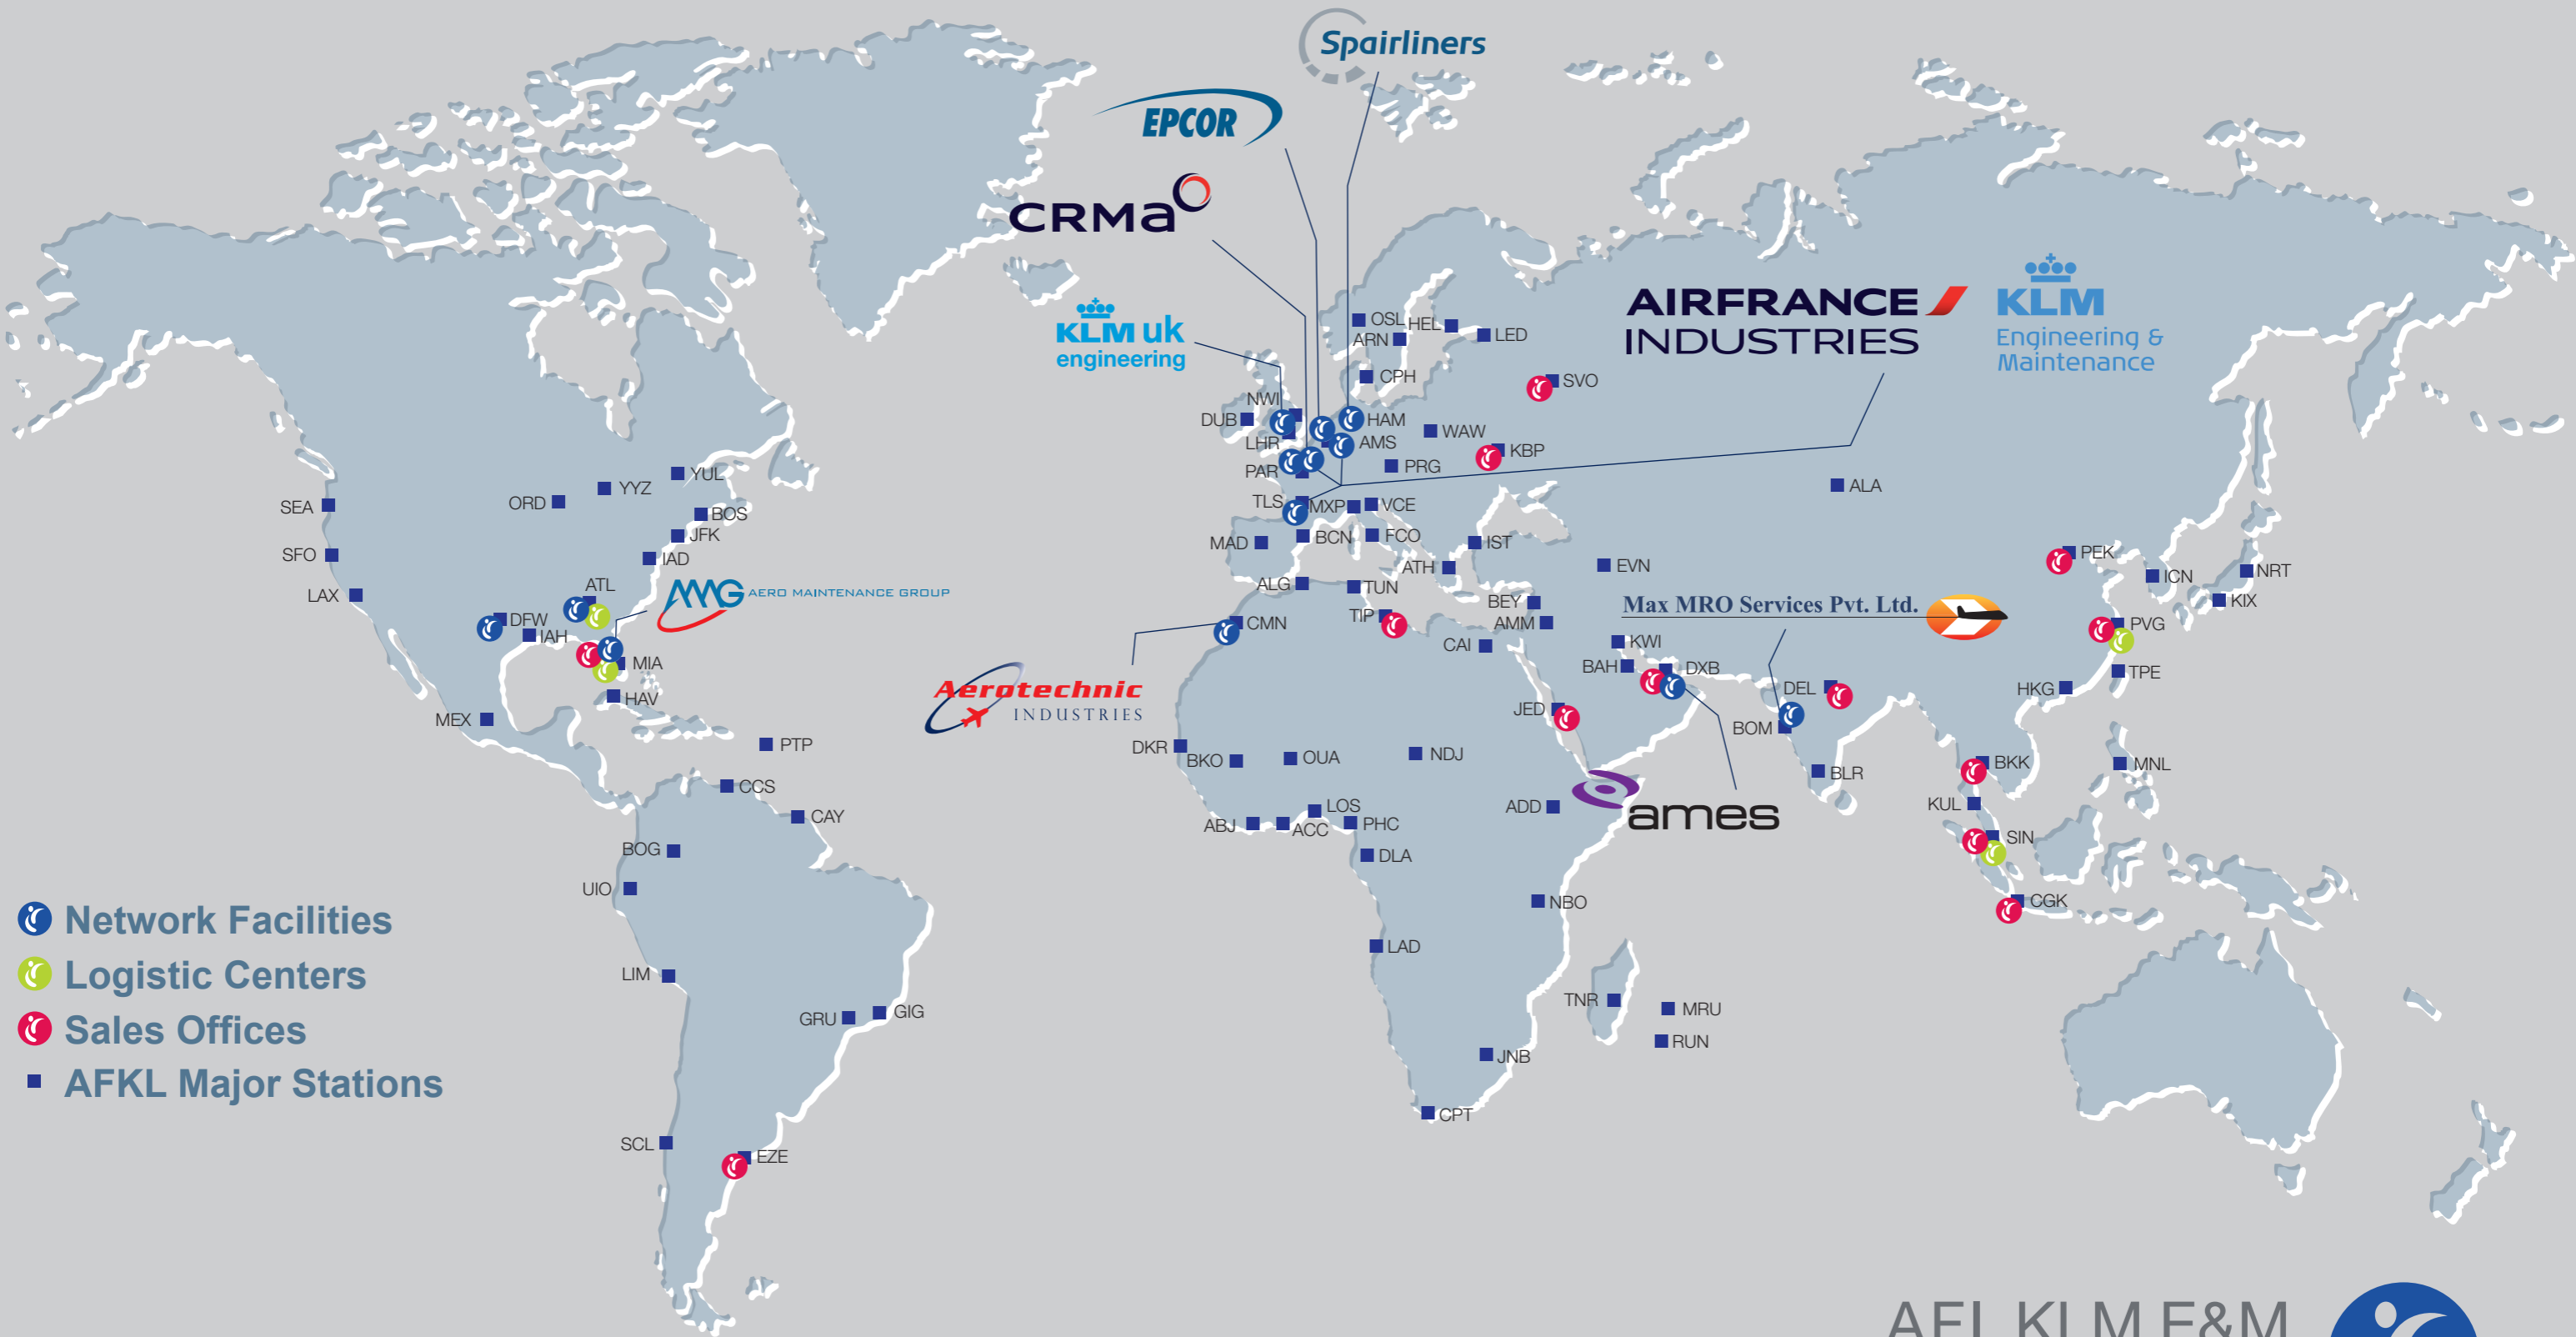 Spairliners
EPCOR
CRMa
KLM uk
engineering
AIRFRANCE
INDUSTRIES
KLM
Engineering &
Maintenance
OSL
HEL
LED
ARN
CPH
SVO
NWI
DUB
HAM
LHR
AMS
WAW
KBP
PAR
PRG
TLS
MXP
VCE
MAD
BCN
FCO
IST
ALA
EVN
ATH
ALG
TUN
YUL
YYZ
ORD
SEA
BOS
JFK
SFO
IAD
LAX
ATL
AMG AERO MAINTENANCE GROUP
DFW
IAH
MIA
HAV
MEX
PTP
CCS
CAY
BOG
UIO
LIM
GRU
GIG
SCL
EZE
CMN
TIP
BEY
AMM
CAI
Max MRO Services Pvt. Ltd.
KWI
BAH
DXB
JED
DEL
BOM
BLR
Aerotechnic
INDUSTRIES
DKR
BKO
OUA
NDJ
ABJ
ACC
LOS
PHC
DLA
ADD
ames
NBO
LAD
TNR
MRU
RUN
JNB
CPT
PEK
ICN
NRT
KIX
PVG
TPE
HKG
BKK
MNL
KUL
SIN
CGK
Network Facilities
Logistic Centers
Sales Offices
AFKL Major Stations
AFI KLM E&M